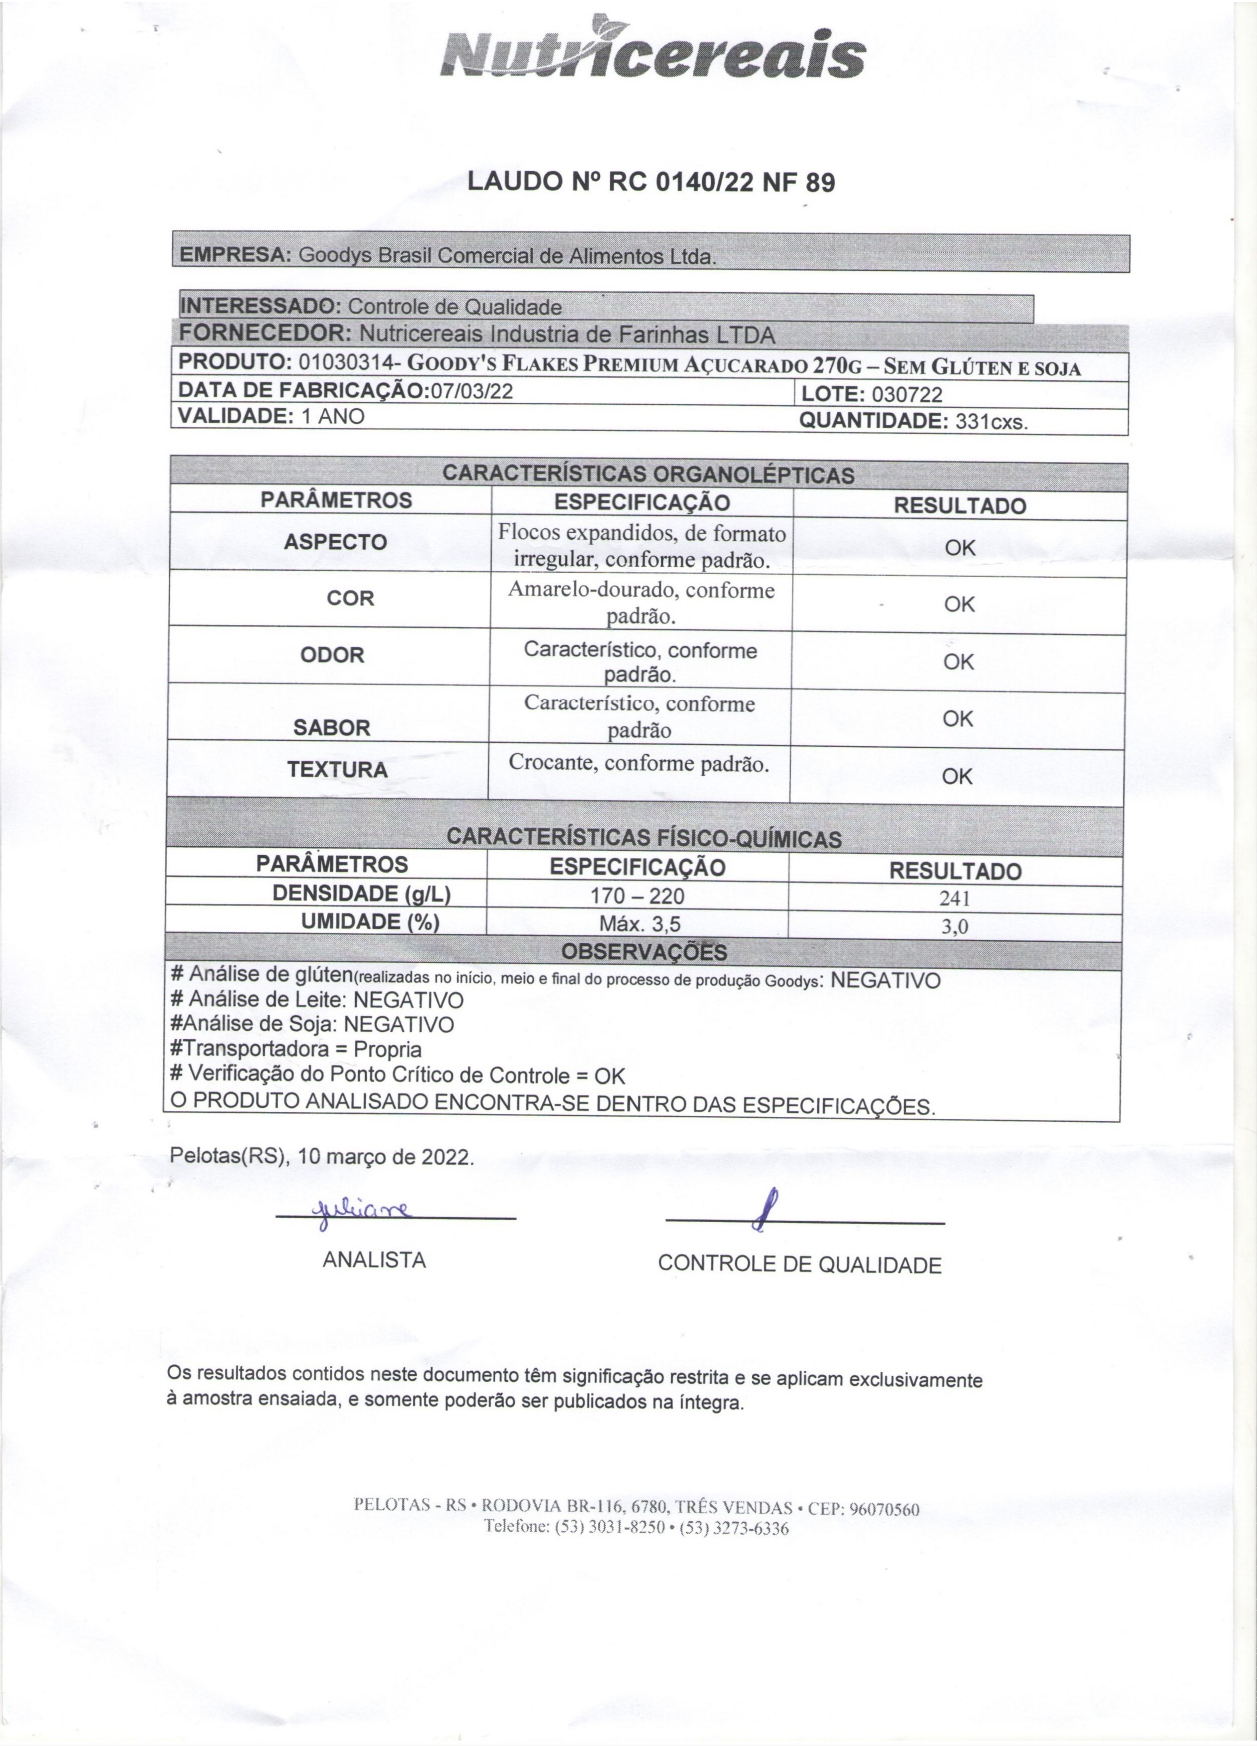 Nutricereais
LAUDO Nº RC 0140/22 NF 89
EMPRESA: Goodys Brasil Comercial de Alimentos Ltda.
INTERESSADO: Controle de Qualidade
FORNECEDOR: Nutricereais Industria de Farinhas LTDA
PRODUTO: 01030314- GOODY'S FLAKES PREMIUM AÇUCARADO 270G – SEM GLÚTEN E SOJA
DATA DE FABRICAÇÃO:07/03/22 LOTE: 030722
VALIDADE: 1 ANO QUANTIDADE: 331cxs.
CARACTERÍSTICAS ORGANOLÉPTICAS
PARÂMETROS ESPECIFICAÇÃO RESULTADO
ASPECTO Flocos expandidos, de formato OK
irregular, conforme padrão.
COR Amarelo-dourado, conforme OK
padrão.
ODOR Característico, conforme OK
padrão.
SABOR Característico, conforme OK
padrão
TEXTURA Crocante, conforme padrão. OK
CARACTERÍSTICAS FÍSICO-QUÍMICAS
PARÂMETROS ESPECIFICAÇÃO RESULTADO
DENSIDADE (g/L) 170 – 220 241
UMIDADE (%) Máx. 3,5 3,0
OBSERVAÇÕES
# Análise de glúten(realizadas no início, meio e final do processo de produção Goodys: NEGATIVO
# Análise de Leite: NEGATIVO
#Análise de Soja: NEGATIVO
#Transportadora = Propria
# Verificação do Ponto Crítico de Controle = OK
O PRODUTO ANALISADO ENCONTRA-SE DENTRO DAS ESPECIFICAÇÕES.
Pelotas(RS), 10 março de 2022.
juliane
ANALISTA CONTROLE DE QUALIDADE
Os resultados contidos neste documento têm significação restrita e se aplicam exclusivamente
à amostra ensaiada, e somente poderão ser publicados na íntegra.
PELOTAS - RS • RODOVIA BR-116, 6780, TRÊS VENDAS • CEP: 96070560
Telefone: (53) 3031-8250 • (53) 3273-6336